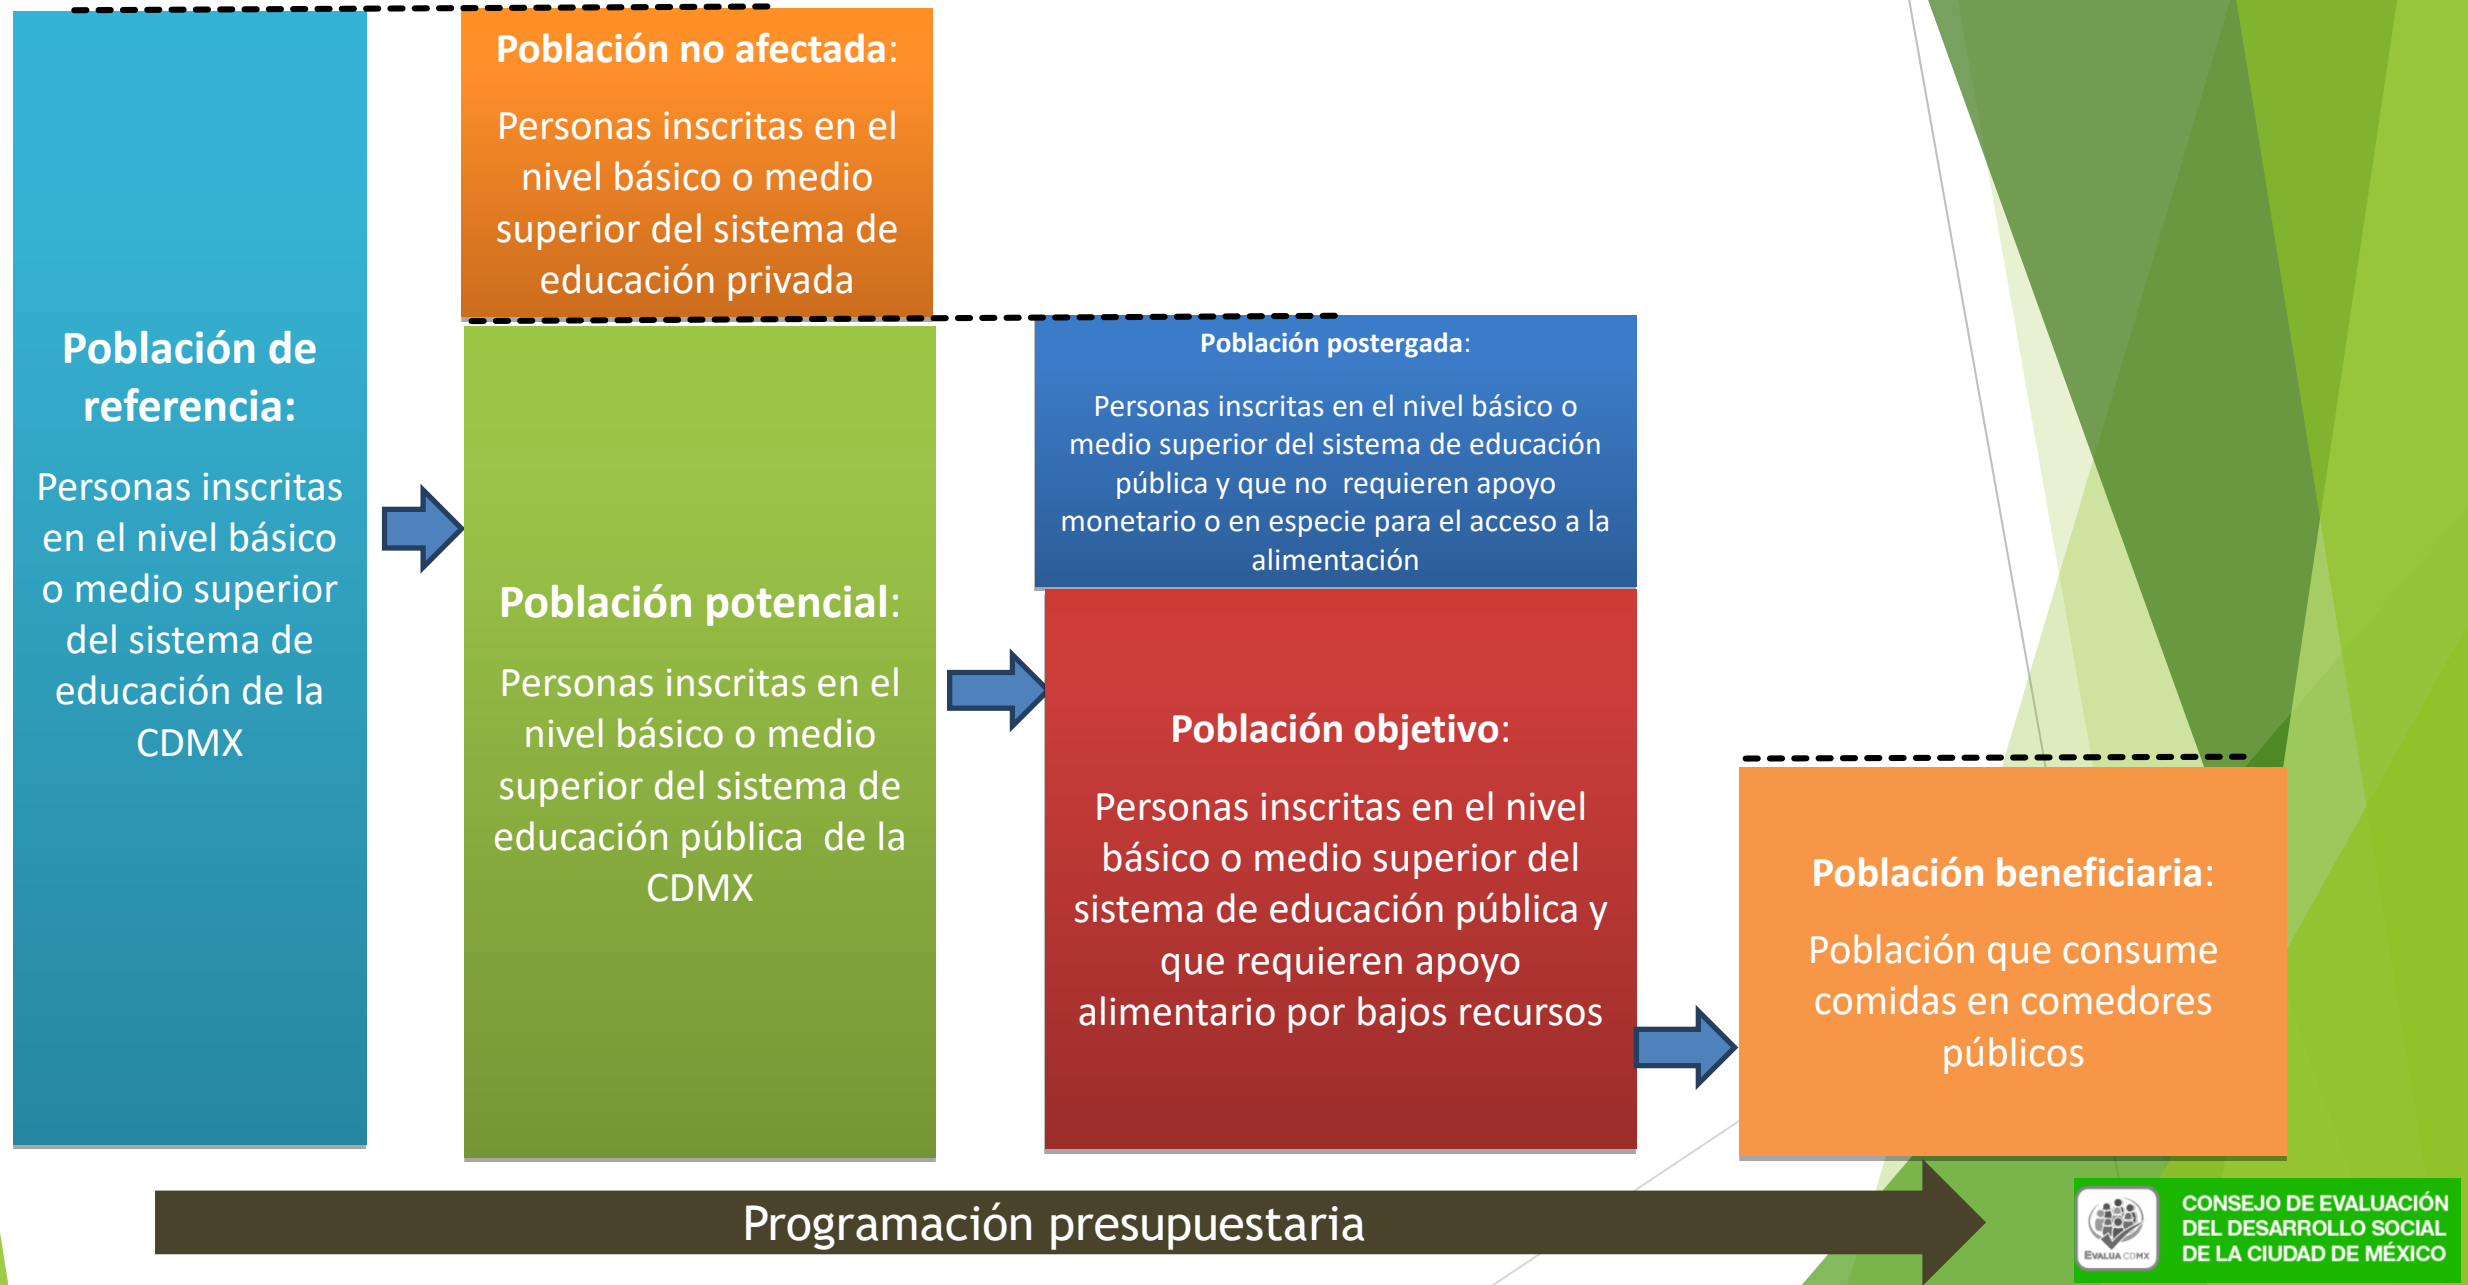 Población de
referencia:
Personas inscritas
en el nivel básico
o medio superior
del sistema de
educación de la
CDMX
Población no afectada:
Personas inscritas en el
nivel básico o medio
superior del sistema de
educación privada
Población potencial:
Personas inscritas en el
nivel básico o medio
superior del sistema de
educación pública  de la
CDMX
Población postergada:
Personas inscritas en el nivel básico o
medio superior del sistema de educación
pública y que no  requieren apoyo
monetario o en especie para el acceso a la
alimentación
Población objetivo:
Personas inscritas en el nivel
básico o medio superior del
sistema de educación pública y
que requieren apoyo
alimentario por bajos recursos
Población beneficiaria:
Población que consume
comidas en comedores
públicos
Programación presupuestaria
EVALUA CDMX
CONSEJO DE EVALUACIÓN
DEL DESARROLLO SOCIAL
DE LA CIUDAD DE MÉXICO